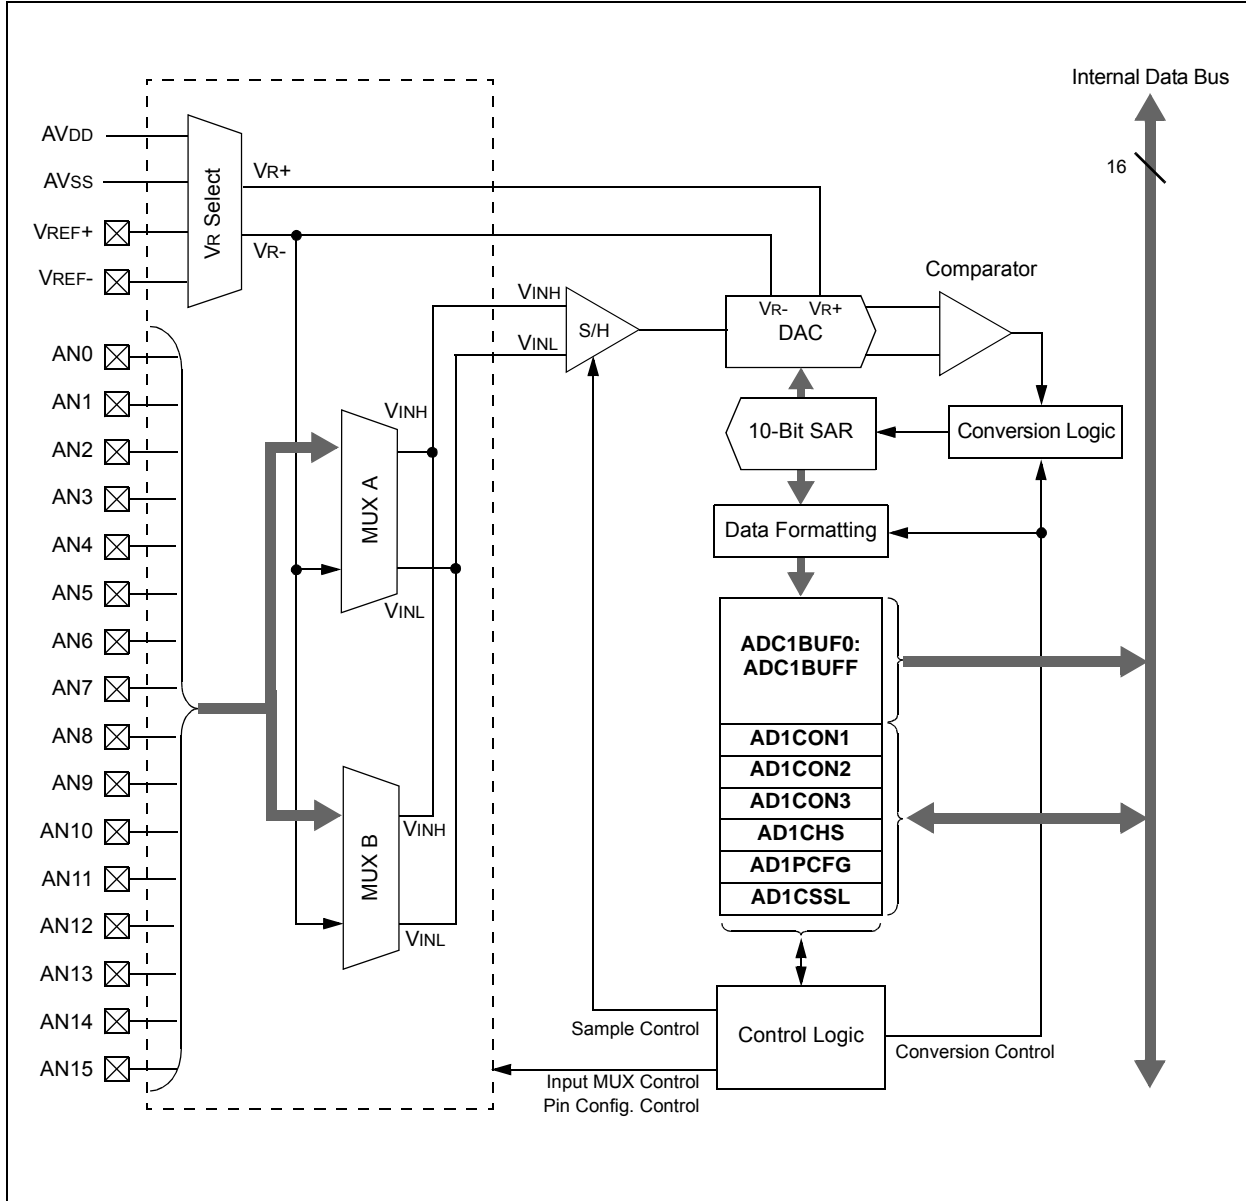 Internal Data Bus
16
AVDD
AVSS
VREF+
VREF-
VR Select
VR+
VR-
AN0
AN1
AN2
AN3
AN4
AN5
AN6
AN7
AN8
AN9
AN10
AN11
AN12
AN13
AN14
AN15
MUX A
VINH
VINL
MUX B
VINH
VINL
VINH
VINL
S/H
VR- VR+
DAC
Comparator
10-Bit SAR
Conversion Logic
Data Formatting
ADC1BUF0:
ADC1BUFF
AD1CON1
AD1CON2
AD1CON3
AD1CHS
AD1PCFG
AD1CSSL
Control Logic
Sample Control
Conversion Control
Input MUX Control
Pin Config. Control